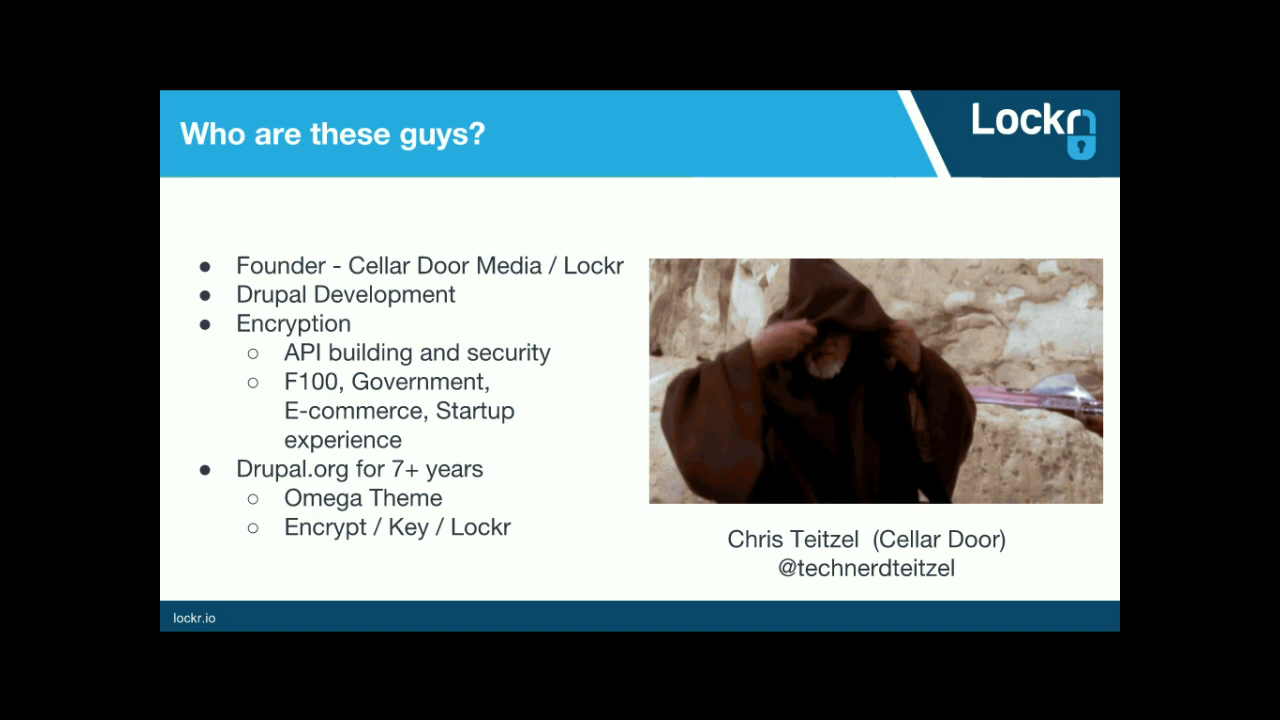 Who are these guys?
Lockr
● Founder - Cellar Door Media / Lockr
● Drupal Development
● Encryption
○ API building and security
○ F100, Government,
E-commerce, Startup
experience
● Drupal.org for 7+ years
○ Omega Theme
○ Encrypt / Key / Lockr
Chris Teitzel (Cellar Door)
@technerdteitzel
lockr.io